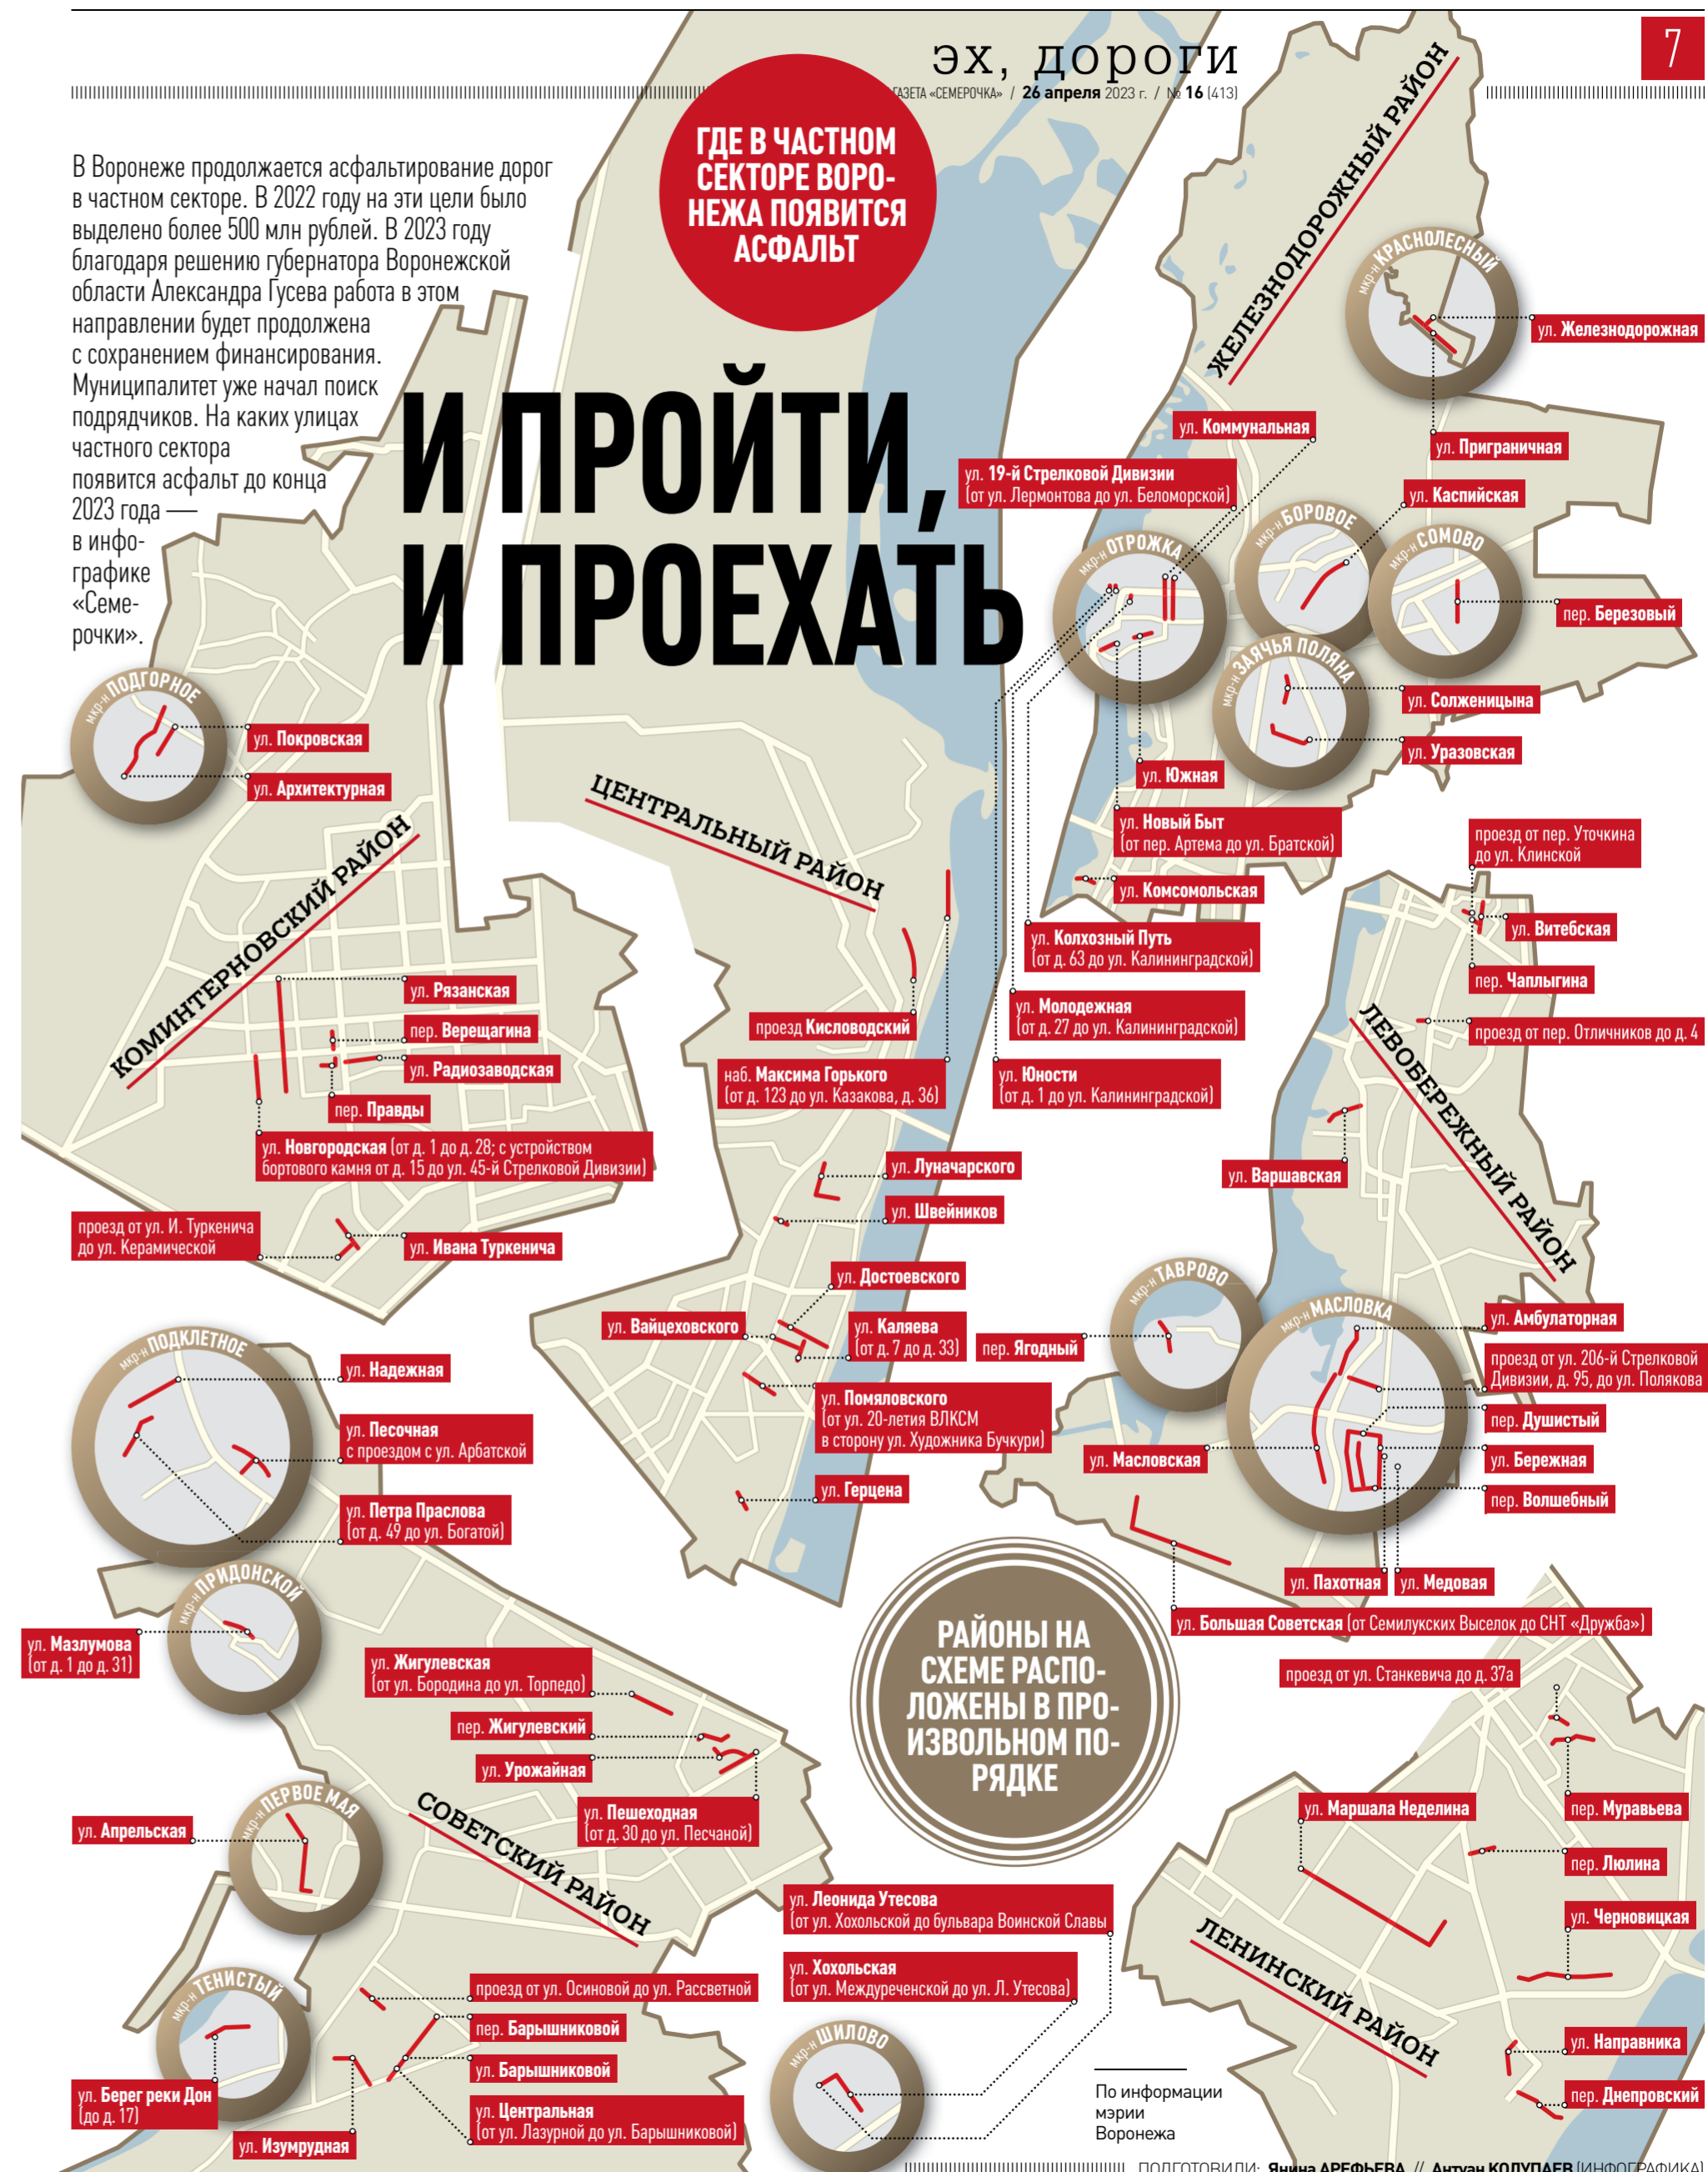 эх, дороги
7
ГАЗЕТА «СЕМЕРОЧКА» / 26 апреля 2023 г. / № 16 (413)
ГДЕ В ЧАСТНОМ
СЕКТОРЕ ВОРО-
НЕЖА ПОЯВИТСЯ
АСФАЛЬТ
В Воронеже продолжается асфальтирование дорог
в частном секторе. В 2022 году на эти цели было
выделено более 500 млн рублей. В 2023 году
благодаря решению губернатора Воронежской
области Александра Гусева работа в этом
направлении будет продолжена
с сохранением финансирования.
Муниципалитет уже начал поиск
подрядчиков. На каких улицах
частного сектора
появится асфальт до конца
2023 года —
в инфо-
графике
«Семе-
рочки».
И ПРОЙТИ,
И ПРОЕХАТЬ
ЖЕЛЕЗНОДОРОЖНЫЙ РАЙОН
мкр-н КРАСНОЛЕСНЫЙ
ул. Железнодорожная
ул. Приграничная
ул. Коммунальная
ул. 19-й Стрелковой Дивизии
(от ул. Лермонтова до ул. Беломорской)
ул. Каспийская
мкр-н ОТРОЖКА
мкр-н БОРОВОЕ
мкр-н СОМОВО
пер. Березовый
мкр-н ЗАЯЧЬЯ ПОЛЯНА
ул. Солженицына
ул. Уразовская
ул. Южная
ул. Новый Быт
(от пер. Артема до ул. Братской)
ул. Комсомольская
ул. Колхозный Путь
(от д. 63 до ул. Калининградской)
ул. Молодежная
(от д. 27 до ул. Калининградской)
ул. Юности
(от д. 1 до ул. Калининградской)
мкр-н ПОДГОРНОЕ
ул. Покровская
ул. Архитектурная
КОМИНТЕРНОВСКИЙ РАЙОН
ул. Рязанская
пер. Верещагина
ул. Радиозаводская
пер. Правды
ул. Новгородская (от д. 1 до д. 28; с устройством
бортового камня от д. 15 до ул. 45-й Стрелковой Дивизии)
проезд от ул. И. Туркенича
до ул. Керамической
ул. Ивана Туркенича
ЦЕНТРАЛЬНЫЙ РАЙОН
проезд Кисловодский
наб. Максима Горького
(от д. 123 до ул. Казакова, д. 36)
ул. Луначарского
ул. Швейников
ул. Достоевского
ул. Вайцеховского
ул. Каляева
(от д. 7 до д. 33)
ул. Помяловского
(от ул. 20-летия ВЛКСМ
в сторону ул. Художника Бучкури)
ул. Герцена
ЛЕВОБЕРЕЖНЫЙ РАЙОН
проезд от пер. Уточкина
до ул. Клинской
ул. Витебская
пер. Чаплыгина
проезд от пер. Отличников до д. 4
ул. Варшавская
мкр-н ТАВРОВО
пер. Ягодный
мкр-н МАСЛОВКА
ул. Амбулаторная
проезд от ул. 206-й Стрелковой
Дивизии, д. 95, до ул. Полякова
пер. Душистый
ул. Бережная
пер. Волшебный
ул. Масловская
ул. Пахотная
ул. Медовая
ул. Большая Советская (от Семилукских Выселок до СНТ «Дружба»)
мкр-н ПОДКЛЕТНОЕ
ул. Надежная
ул. Песочная
с проездом с ул. Арбатской
ул. Петра Праслова
(от д. 49 до ул. Богатой)
мкр-н ПРИДОНСКОЙ
ул. Мазлумова
(от д. 1 до д. 31)
ул. Жигулевская
(от ул. Бородина до ул. Торпедо)
пер. Жигулевский
ул. Урожайная
ул. Пешеходная
(от д. 30 до ул. Песчаной)
СОВЕТСКИЙ РАЙОН
мкр-н ПЕРВОЕ МАЯ
ул. Апрельская
мкр-н ТЕНИСТЫЙ
ул. Берег реки Дон
(до д. 17)
ул. Изумрудная
проезд от ул. Осиновой до ул. Рассветной
пер. Барышниковой
ул. Барышниковой
ул. Центральная
(от ул. Лазурной до ул. Барышниковой)
РАЙОНЫ НА
СХЕМЕ РАСПО-
ЛОЖЕНЫ В ПРО-
ИЗВОЛЬНОМ ПО-
РЯДКЕ
ул. Леонида Утесова
(от ул. Хохольской до бульвара Воинской Славы
ул. Хохольская
(от ул. Междуреченской до ул. Л. Утесова)
мкр-н ШИЛОВО
ЛЕНИНСКИЙ РАЙОН
проезд от ул. Станкевича до д. 37а
ул. Маршала Неделина
пер. Муравьева
пер. Люлина
ул. Черновицкая
ул. Направника
пер. Днепровский
По информации
мэрии
Воронежа
ПОДГОТОВИЛИ: Янина АРЕФЬЕВА // Антуан КОЛУПАЕВ (ИНФОГРАФИКА)